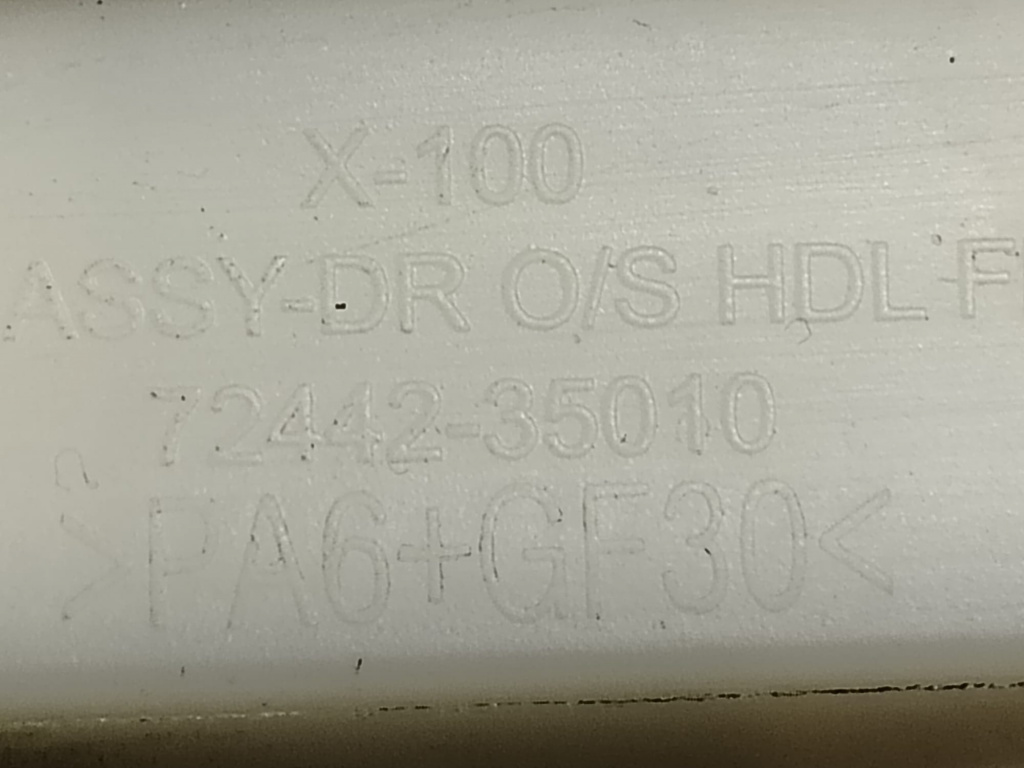 X-100
ASSY-DR O/S HDL F
72442-35010
>PA6+GF30<